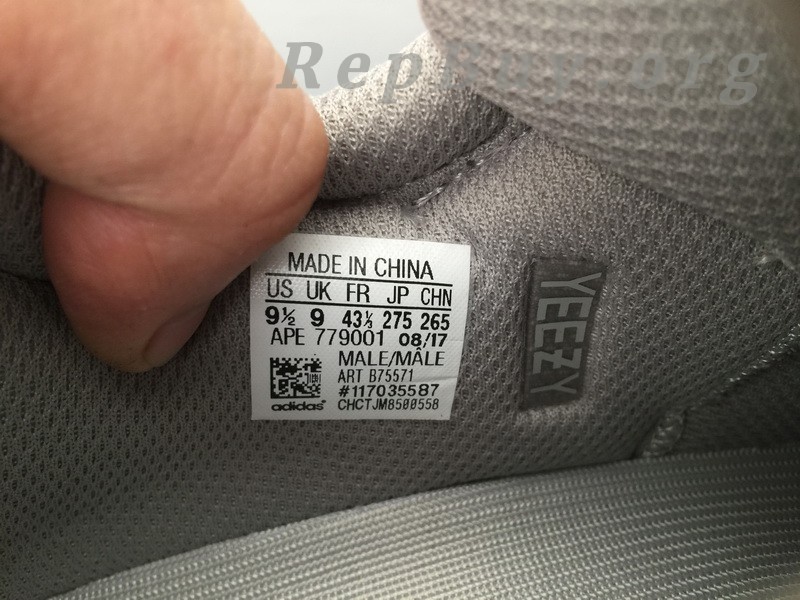 RepRay.org
MADE IN CHINA
US UK FR JP CHN
9½ 9 43⅓ 275 265
APE 779001 08/17
MALE/MÂLE
ART B75571
#117035587
adidas® CHCTJM8500558
YEEZY